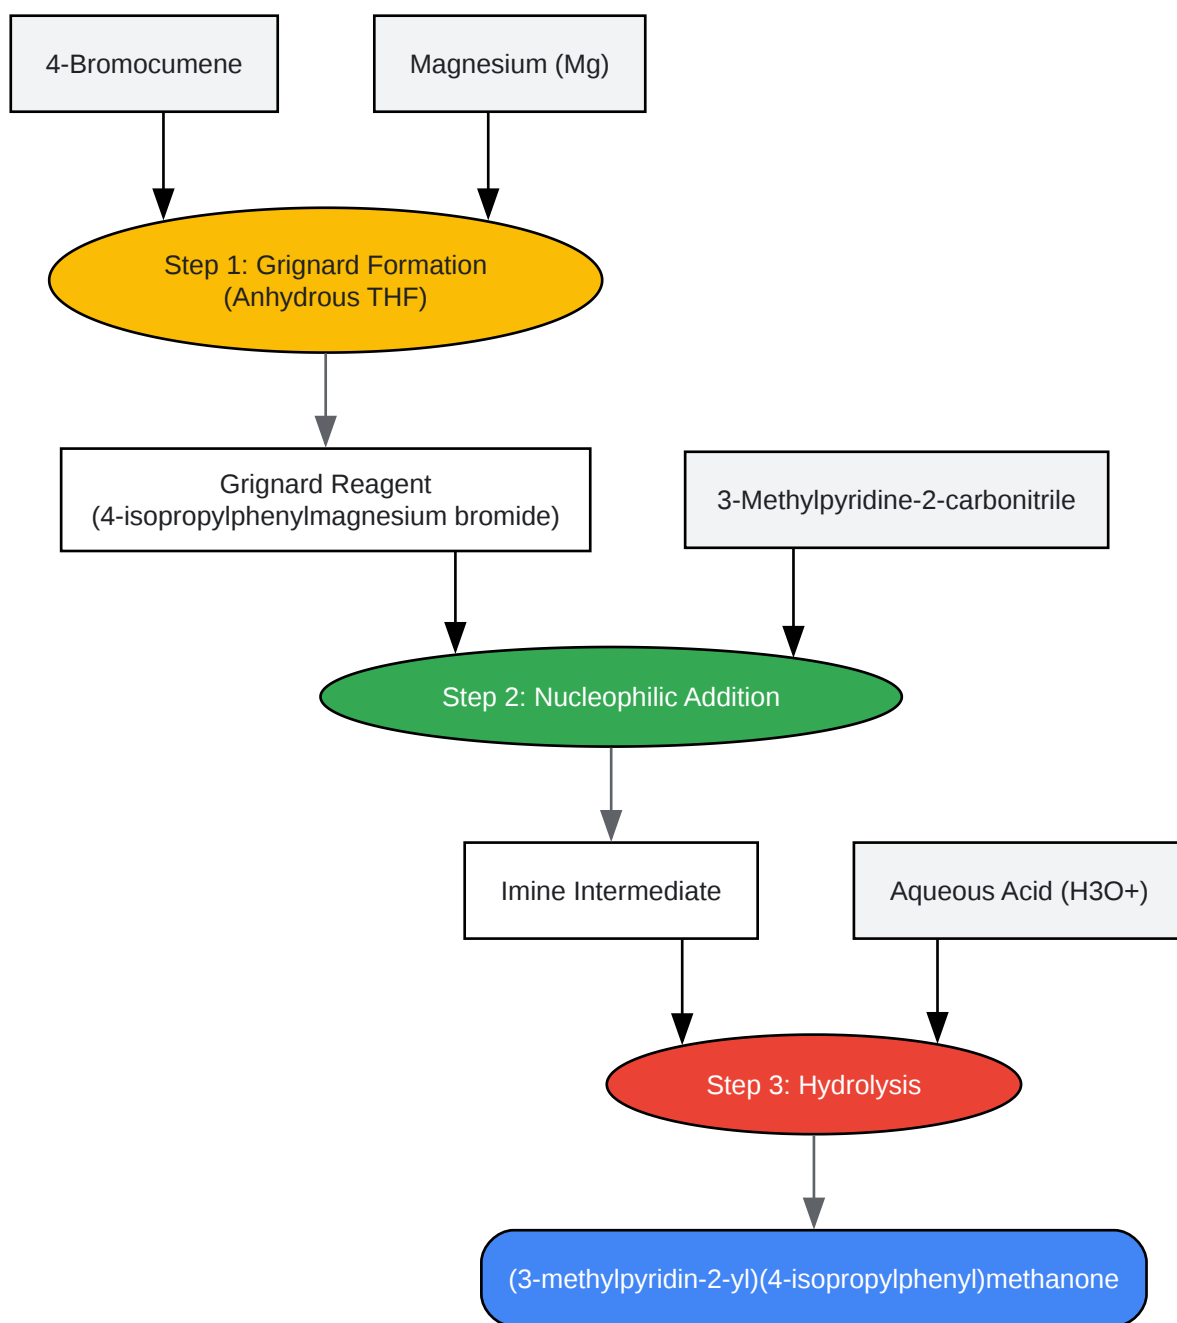 4-Bromocumene
Magnesium (Mg)
Step 1: Grignard Formation
(Anhydrous THF)
Grignard Reagent
(4-isopropylphenylmagnesium bromide)
3-Methylpyridine-2-carbonitrile
Step 2: Nucleophilic Addition
Imine Intermediate
Aqueous Acid (H3O+)
Step 3: Hydrolysis
(3-methylpyridin-2-yl)(4-isopropylphenyl)methanone